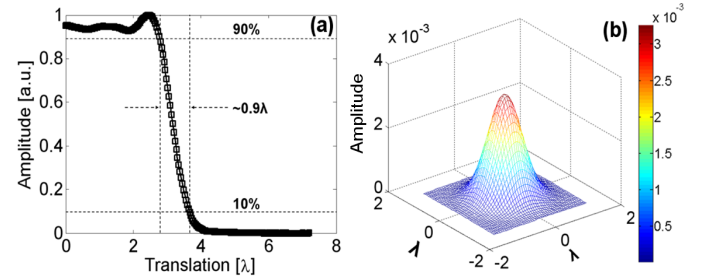 (a)
1
0.8
0.6
0.4
0.2
0
Amplitude [a.u.]
90%
~0.9λ
10%
0 2 4 6 8
Translation [λ]
(b)
x 10⁻³
4
2
0
Amplitude
2
0
-2
λ
2
0
-2
λ
x 10⁻³
3
2.5
2
1.5
1
0.5